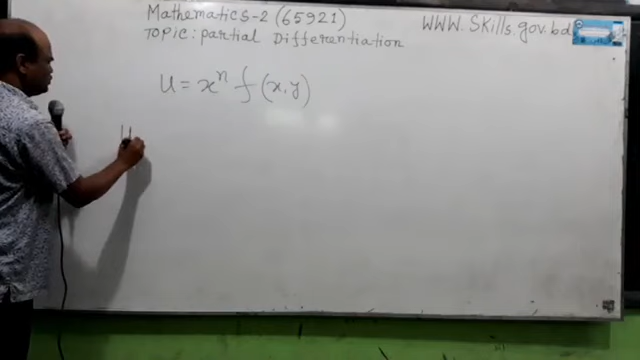 Mathematics-2 (65921)
WWW.Skills.gov.bd
Topic: partial Differentiation
U = xⁿ f (x,y)